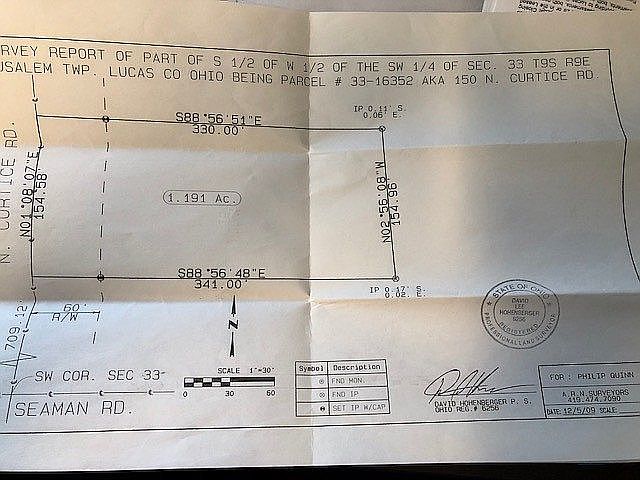 RVEY REPORT OF PART OF S 1/2 OF W 1/2 OF THE SW 1/4 OF SEC. 33 T9S R9E
USALEM TWP. LUCAS CO OHIO BEING PARCEL # 33-16352 AKA 150 N. CURTICE RD.
IP 0.11' S.
0.06' E.
S88°56'51"E
330.00'
N. CURTICE RD.
N01°08'07"E
154.58'
1.191 Ac.
N02°56'08"W
154.96'
S88°56'48"E
341.00'
IP 0.17' S.
0.02' E.
60'
R/W
709.12'
N
SW COR. SEC 33
SEAMAN RD.
SCALE 1"=30'
0 30 60
Symbol Description
FND MON.
FND IP
SET IP W/CAP
STATE OF OHIO
DAVID
LEE
HOHENBERGER
6256
REGISTERED
PROFESSIONAL LAND SURVEYOR
DAVID HOHENBERGER P. S.
OHIO REG.# 6256
FOR : PHILIP QUINN
A.R.N. SURVEYORS
419.474.7090
DATE 12/5/09 SCALE